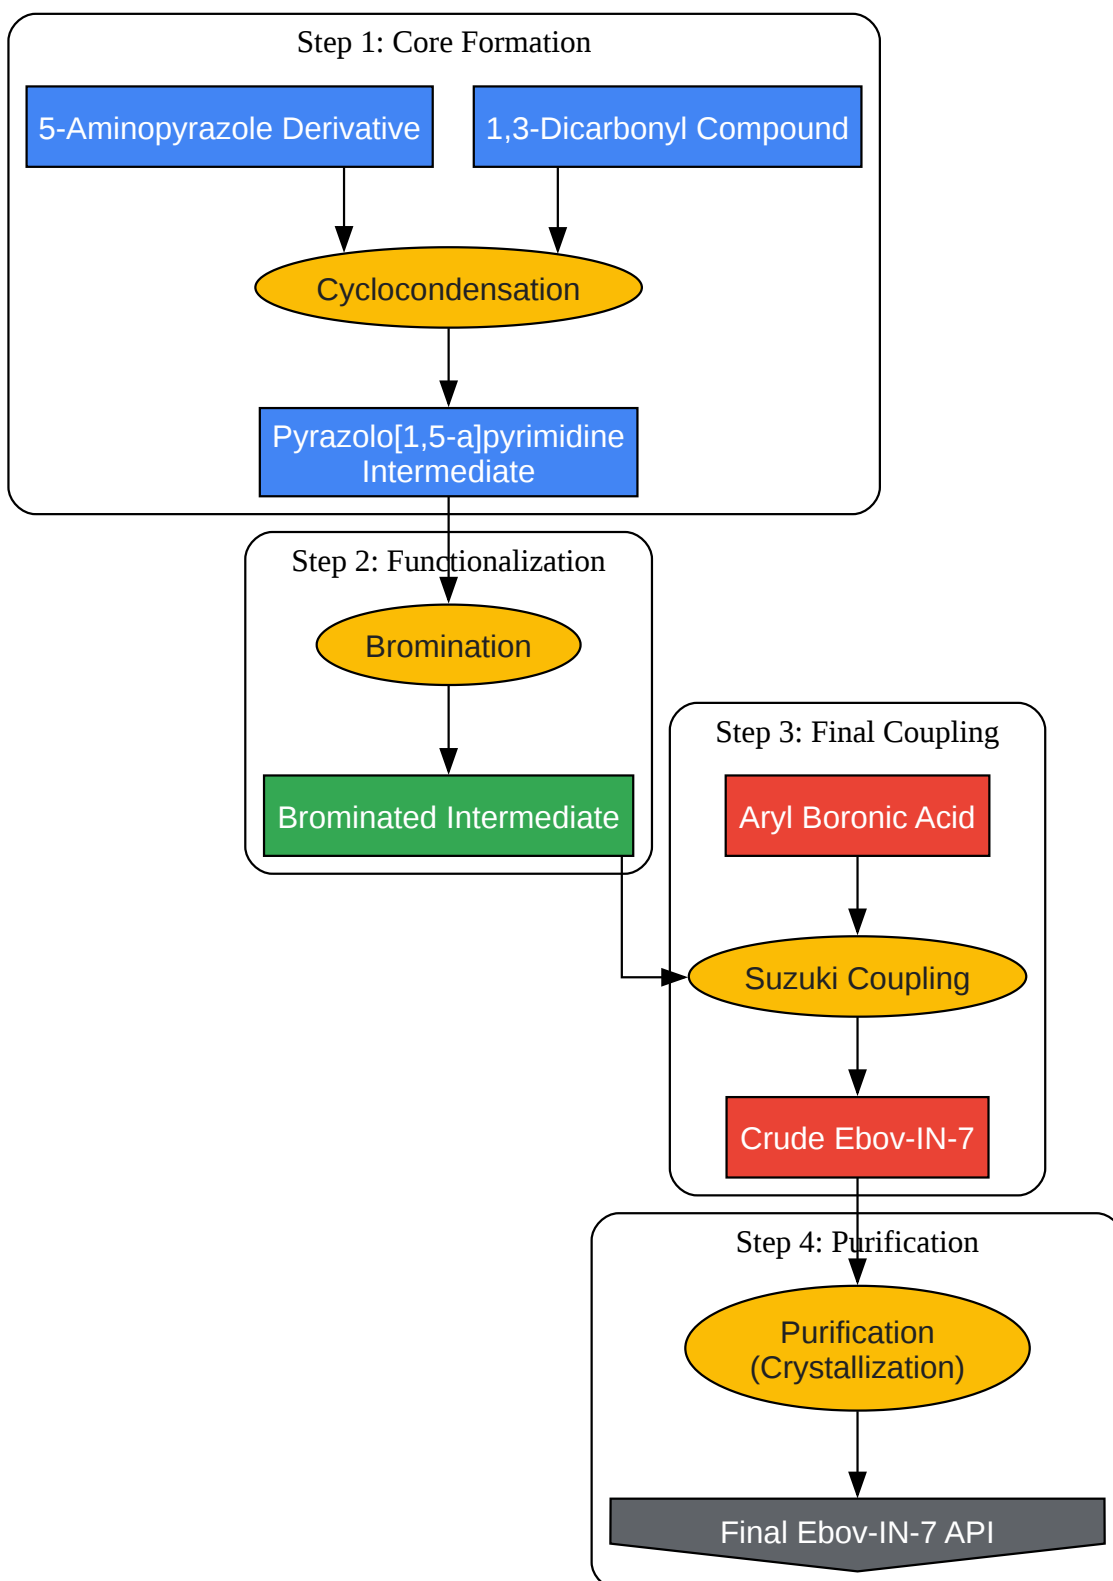 Step 1: Core Formation
5-Aminopyrazole Derivative
1,3-Dicarbonyl Compound
Cyclocondensation
Pyrazolo[1,5-a]pyrimidine
Intermediate
Step 2: Functionalization
Bromination
Brominated Intermediate
Step 3: Final Coupling
Aryl Boronic Acid
Suzuki Coupling
Crude Ebov-IN-7
Step 4: Purification
Purification
(Crystallization)
Final Ebov-IN-7 API